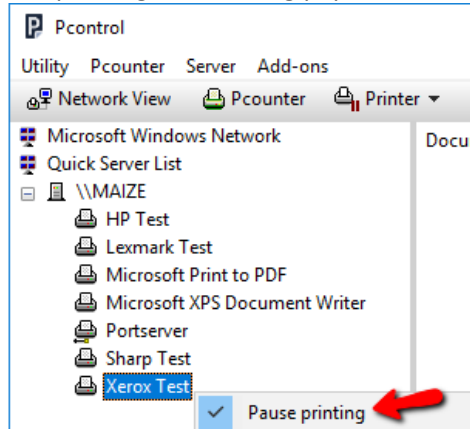 Pcontrol
Utility Pcounter Server Add-ons
Network View Pcounter Printer
Microsoft Windows Network
Docu
Quick Server List
\\MAIZE
HP Test
Lexmark Test
Microsoft Print to PDF
Microsoft XPS Document Writer
Portserver
Sharp Test
Xerox Test
Pause printing